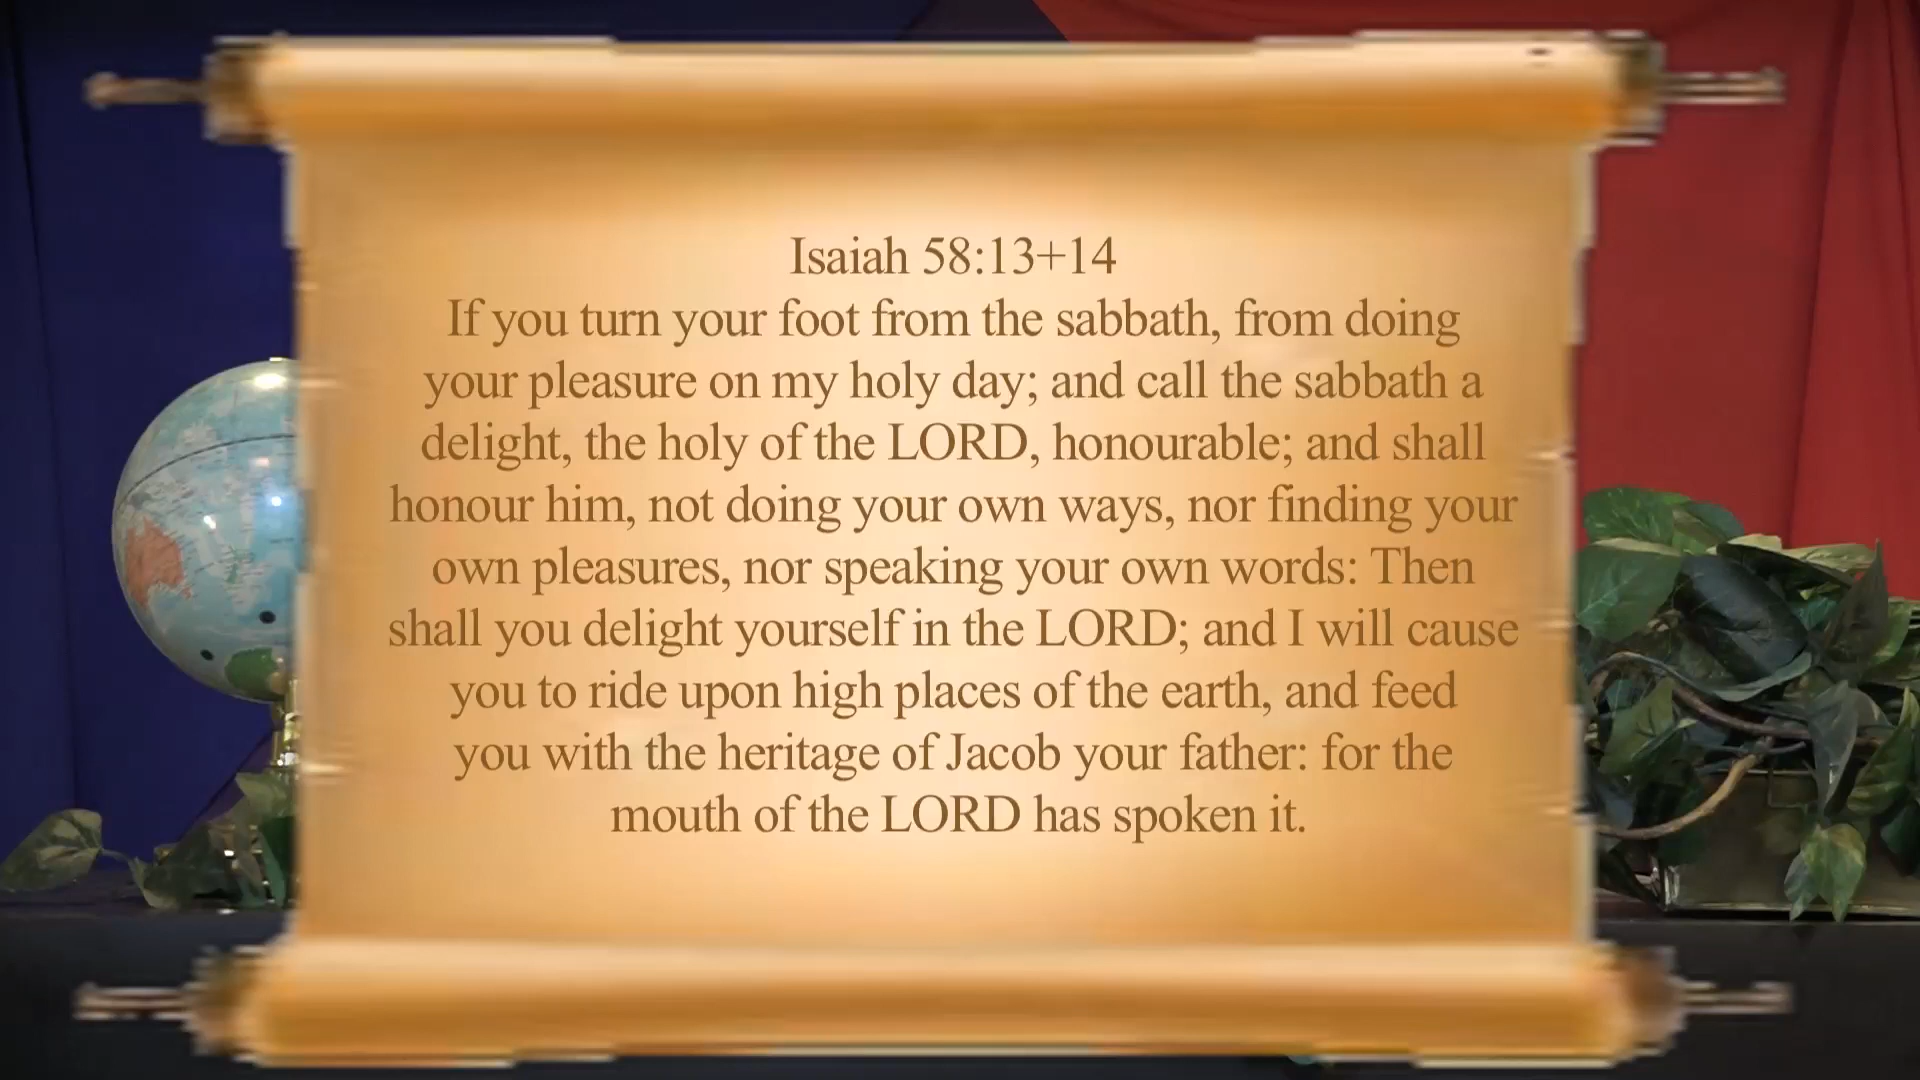 Isaiah 58:13+14
If you turn your foot from the sabbath, from doing
your pleasure on my holy day; and call the sabbath a
delight, the holy of the LORD, honourable; and shall
honour him, not doing your own ways, nor finding your
own pleasures, nor speaking your own words: Then
shall you delight yourself in the LORD; and I will cause
you to ride upon high places of the earth, and feed
you with the heritage of Jacob your father: for the
mouth of the LORD has spoken it.